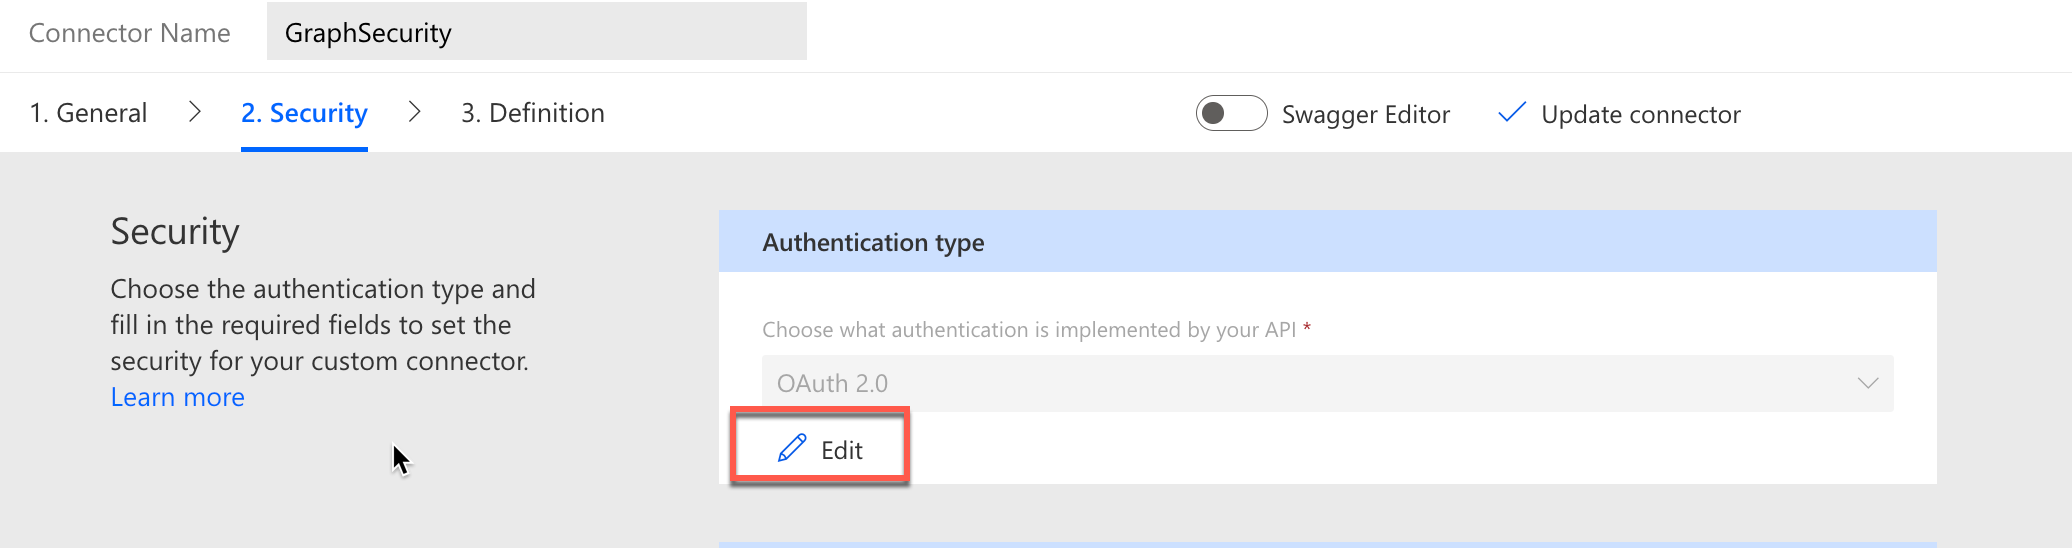 Connector Name
GraphSecurity
1. General
2. Security
3. Definition
Swagger Editor
Update connector
Security
Choose the authentication type and
fill in the required fields to set the
security for your custom connector.
Learn more
Authentication type
Choose what authentication is implemented by your API *
OAuth 2.0
Edit